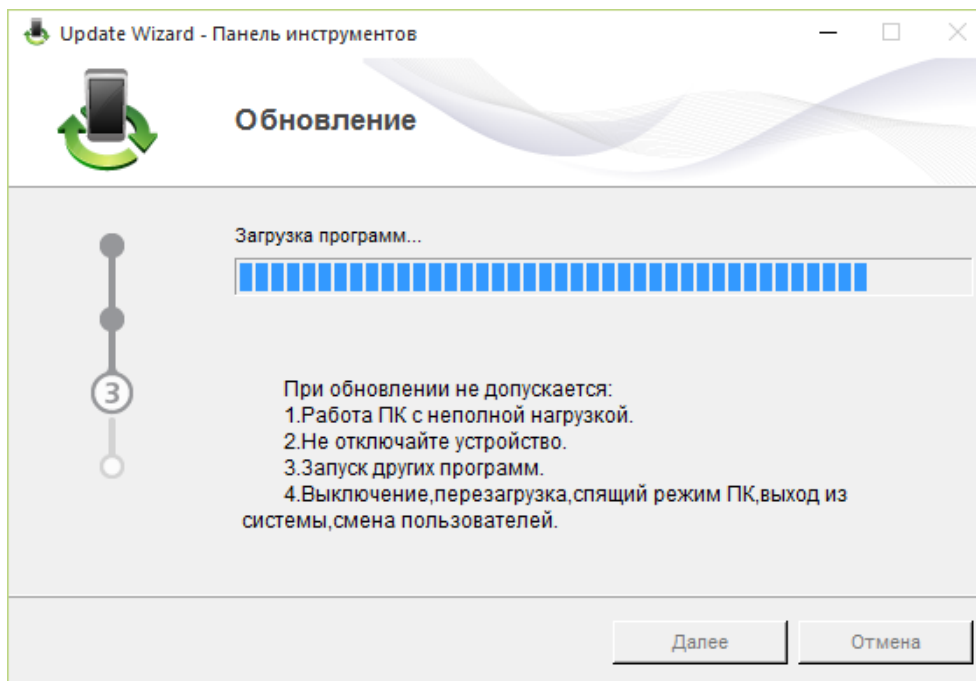 Update Wizard - Панель инструментов
Обновление
Загрузка программ...
3
При обновлении не допускается:
1.Работа ПК с неполной нагрузкой.
2.Не отключайте устройство.
3.Запуск других программ.
4.Выключение,перезагрузка,спящий режим ПК,выход из
системы,смена пользователей.
Далее
Отмена